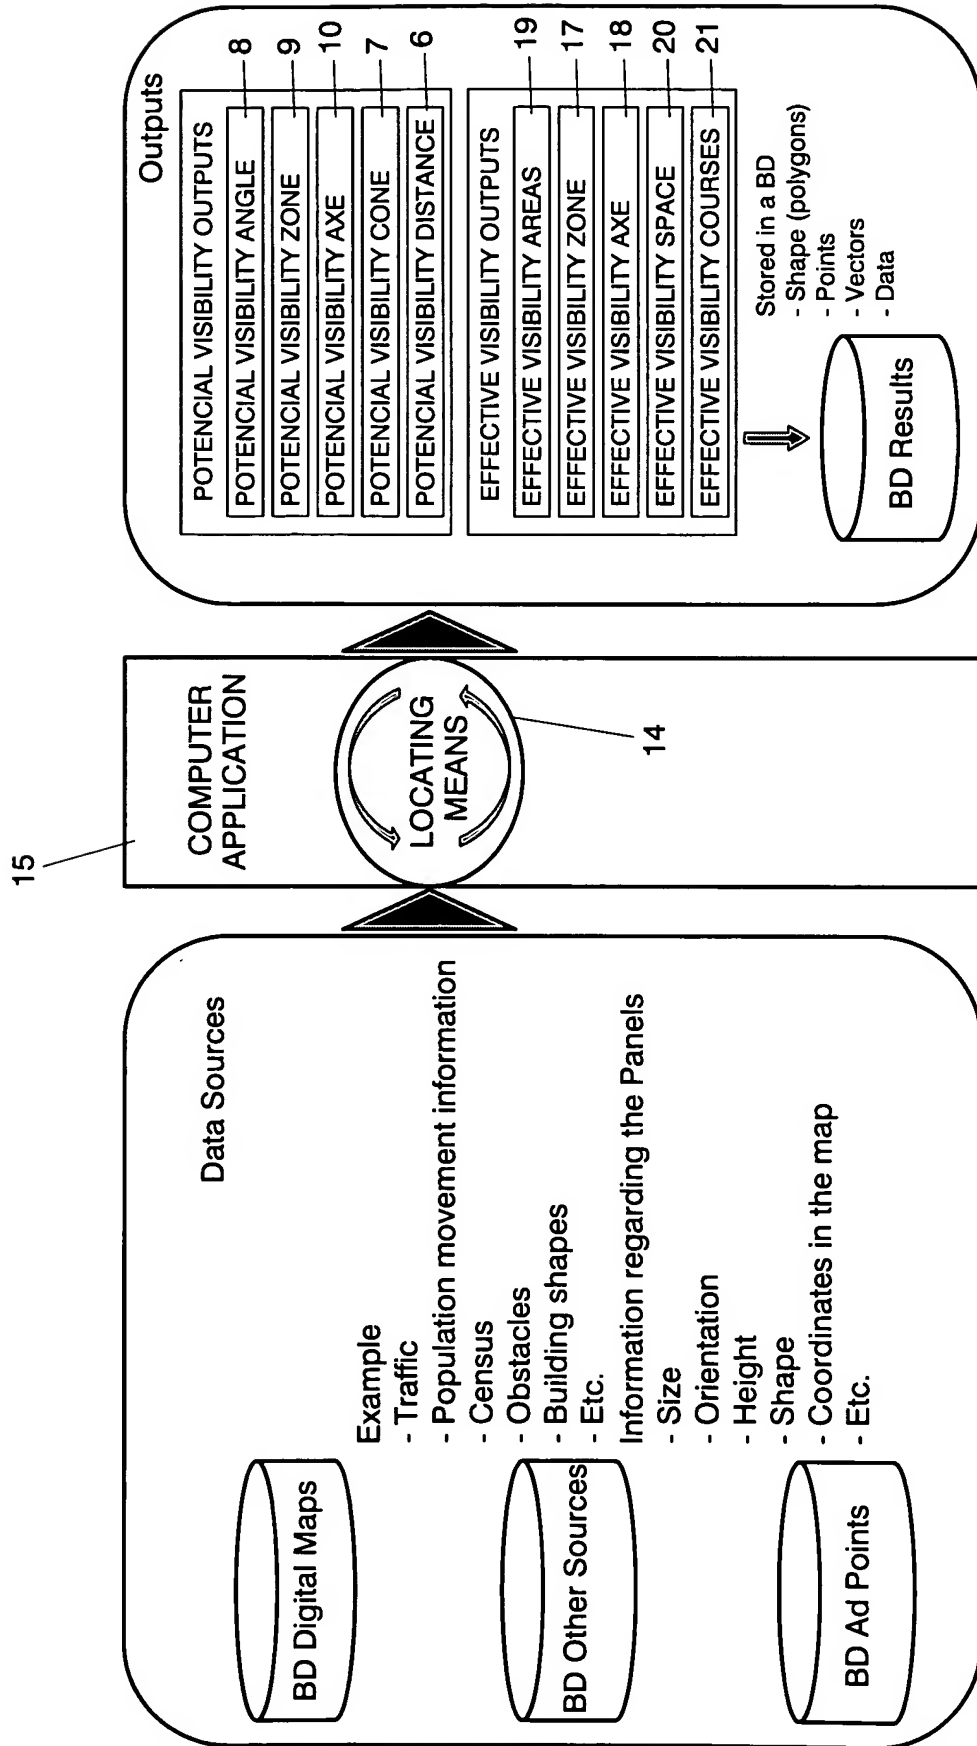 Data Sources
BD Digital Maps
Example
- Traffic
- Population movement information
- Census
- Obstacles
- Building shapes
- Etc.
BD Other Sources
Information regarding the Panels
- Size
- Orientation
- Height
- Shape
- Coordinates in the map
- Etc.
BD Ad Points
15
COMPUTER
APPLICATION
LOCATING
MEANS
14
Outputs
POTENCIAL VISIBILITY OUTPUTS
POTENCIAL VISIBILITY ANGLE 8
POTENCIAL VISIBILITY ZONE 9
POTENCIAL VISIBILITY AXE 10
POTENCIAL VISIBILITY CONE 7
POTENCIAL VISIBILITY DISTANCE 6
EFFECTIVE VISIBILITY OUTPUTS
EFFECTIVE VISIBILITY AREAS 19
EFFECTIVE VISIBILITY ZONE 17
EFFECTIVE VISIBILITY AXE 18
EFFECTIVE VISIBILITY SPACE 20
EFFECTIVE VISIBILITY COURSES 21
Stored in a BD
- Shape (polygons)
- Points
- Vectors
- Data
BD Results